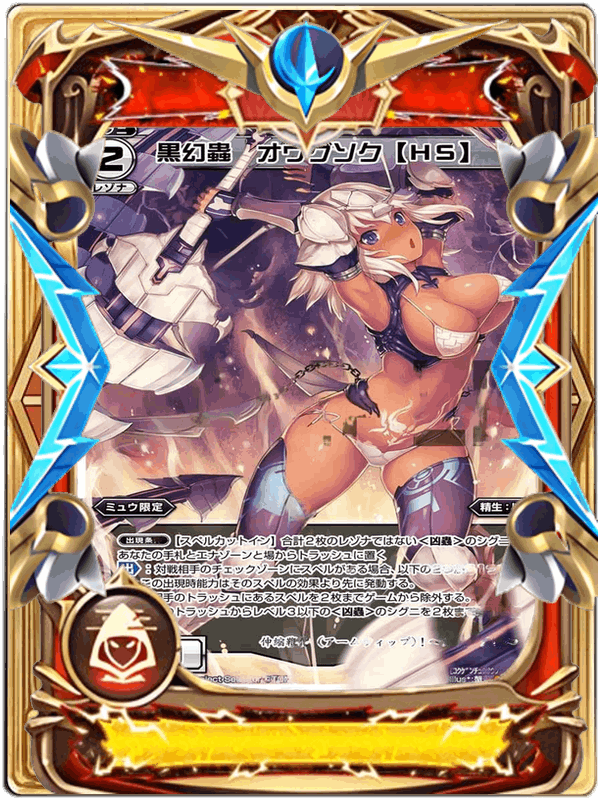 2
黒幻蟲 オウグソク【HS】
レゾナ
ミュウ限定
精生：
出現条
【スペルカットイン】合計2枚のレゾナではない＜凶蟲＞のシグニ
あなたの手札とエナゾーンと場からトラッシュに置く
出：対戦相手のチェックゾーンにスペルがある場合、以下の
この出現時能力はそのスペルの効果より先に発動する。
手のトラッシュにあるスペルを2枚までゲームから除外する。
のトラッシュからレベル3以下の＜凶蟲＞のシグニを2枚まで